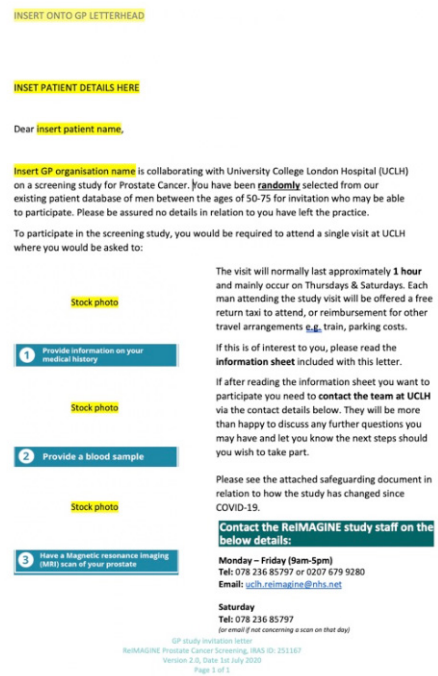 INSERT ONTO GP LETTERHEAD
INSET PATIENT DETAILS HERE
Dear insert patient name,
Insert GP organisation name is collaborating with University College London Hospital (UCLH)
on a screening study for Prostate Cancer. You have been randomly selected from our
existing patient database of men between the ages of 50-75 for invitation who may be able
to participate. Please be assured no details in relation to you have left the practice.
To participate in the screening study, you would be required to attend a single visit at UCLH
where you would be asked to:
Stock photo
1 Provide information on your
medical history
Stock photo
2 Provide a blood sample
Stock photo
3 Have a Magnetic resonance imaging
(MRI) scan of your prostate
The visit will normally last approximately 1 hour
and mainly occur on Thursdays & Saturdays. Each
man attending the study visit will be offered a free
return taxi to attend, or reimbursement for other
travel arrangements e.g. train, parking costs.
If this is of interest to you, please read the
information sheet included with this letter.
If after reading the information sheet you want to
participate you need to contact the team at UCLH
via the contact details below. They will be more
than happy to discuss any further questions you
may have and let you know the next steps should
you wish to take part.
Please see the attached safeguarding document in
relation to how the study has changed since
COVID-19.
Contact the ReIMAGINE study staff on the
below details:
Monday – Friday (9am-5pm)
Tel: 078 236 85797 or 0207 679 9280
Email: uclh.reimagine@nhs.net
Saturday
Tel: 078 236 85797
(or email if not concerning a scan on that day)
GP study invitation letter
ReIMAGINE Prostate Cancer Screening, IRAS ID: 251167
Version 2.0, Date 1st July 2020
Page 1 of 1